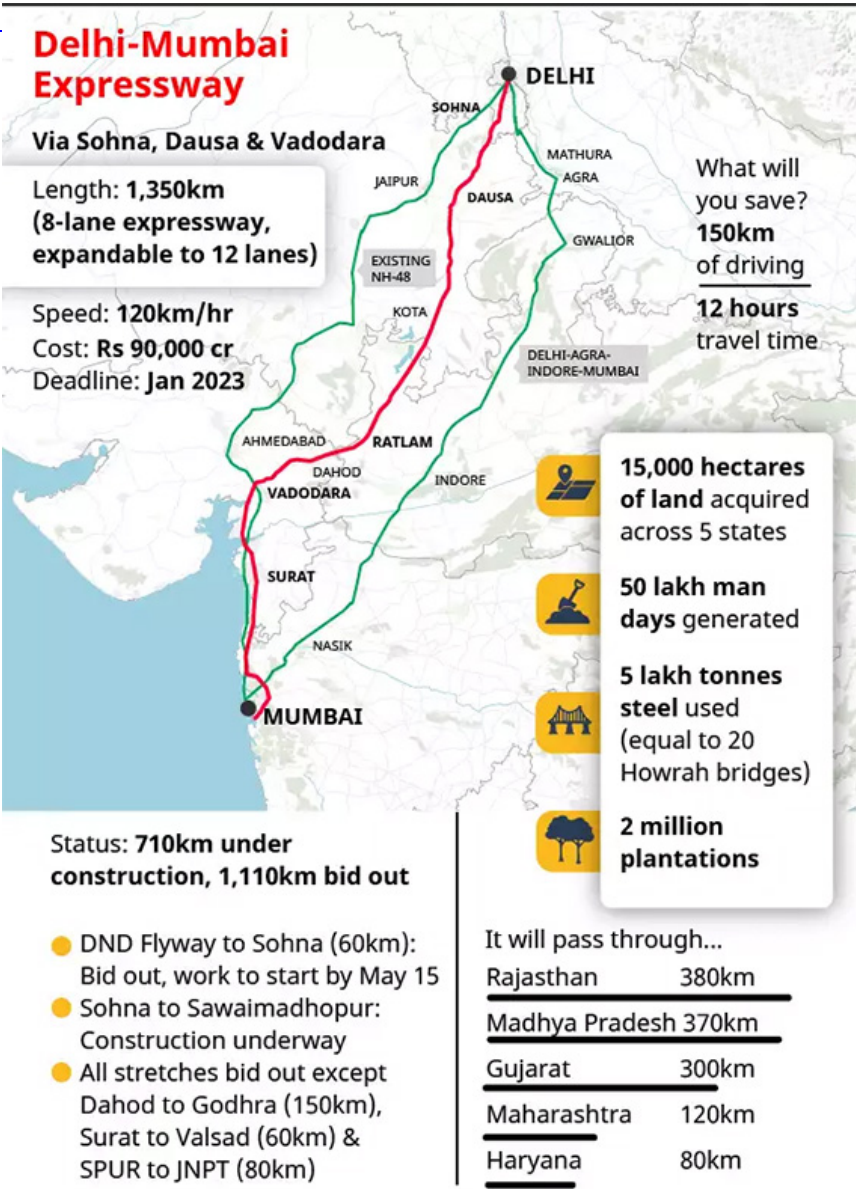 Delhi-Mumbai
Expressway
Via Sohna, Dausa & Vadodara
Length: 1,350km
(8-lane expressway,
expandable to 12 lanes)
Speed: 120km/hr
Cost: Rs 90,000 cr
Deadline: Jan 2023
DELHI
SOHNA
MATHURA
AGRA
JAIPUR
DAUSA
GWALIOR
EXISTING
NH-48
KOTA
DELHI-AGRA-
INDORE-MUMBAI
AHMEDABAD
RATLAM
DAHOD
INDORE
VADODARA
SURAT
NASIK
MUMBAI
What will
you save?
150km
of driving
12 hours
travel time
15,000 hectares
of land acquired
across 5 states
50 lakh man
days generated
5 lakh tonnes
steel used
(equal to 20
Howrah bridges)
2 million
plantations
Status: 710km under
construction, 1,110km bid out
DND Flyway to Sohna (60km):
Bid out, work to start by May 15
Sohna to Sawaimadhopur:
Construction underway
All stretches bid out except
Dahod to Godhra (150km),
Surat to Valsad (60km) &
SPUR to JNPT (80km)
It will pass through...
Rajasthan 380km
Madhya Pradesh 370km
Gujarat 300km
Maharashtra 120km
Haryana 80km